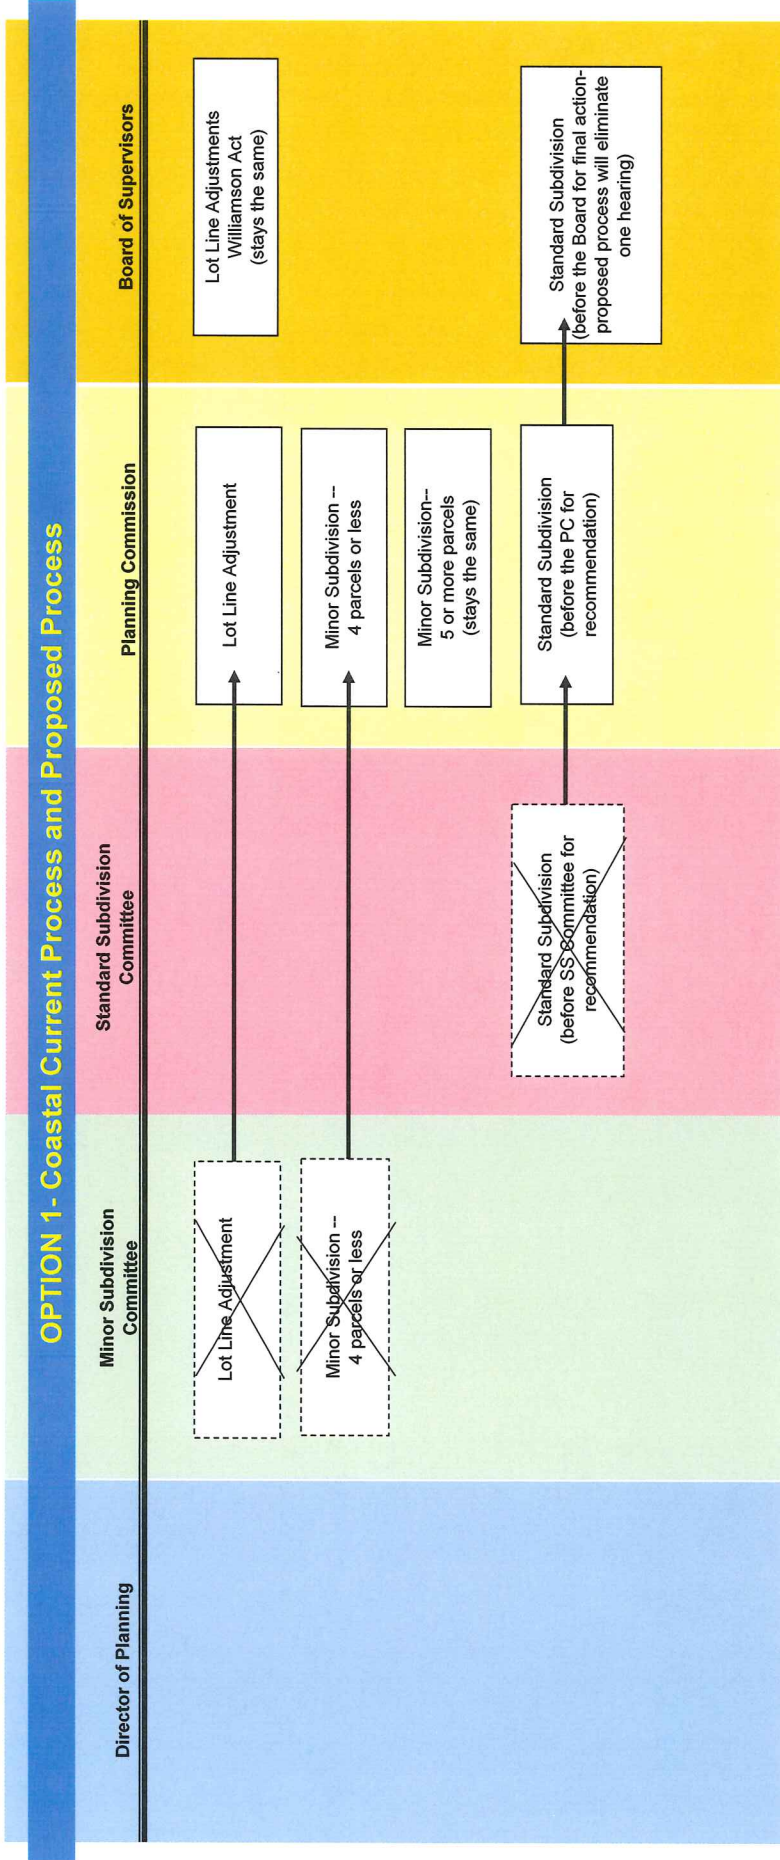 OPTION 1- Coastal Current Process and Proposed Process
Director of Planning
Minor Subdivision
Committee
Standard Subdivision
Committee
Planning Commission
Board of Supervisors
Lot Line Adjustment
Lot Line Adjustment
Lot Line Adjustments
Williamson Act
(stays the same)
Minor Subdivision --
4 parcels or less
Minor Subdivision --
4 parcels or less
Minor Subdivision--
5 or more parcels
(stays the same)
Standard Subdivision
(before SS Committee for
recommendation)
Standard Subdivision
(before the PC for
recommendation)
Standard Subdivision
(before the Board for final action-
proposed process will eliminate
one hearing)